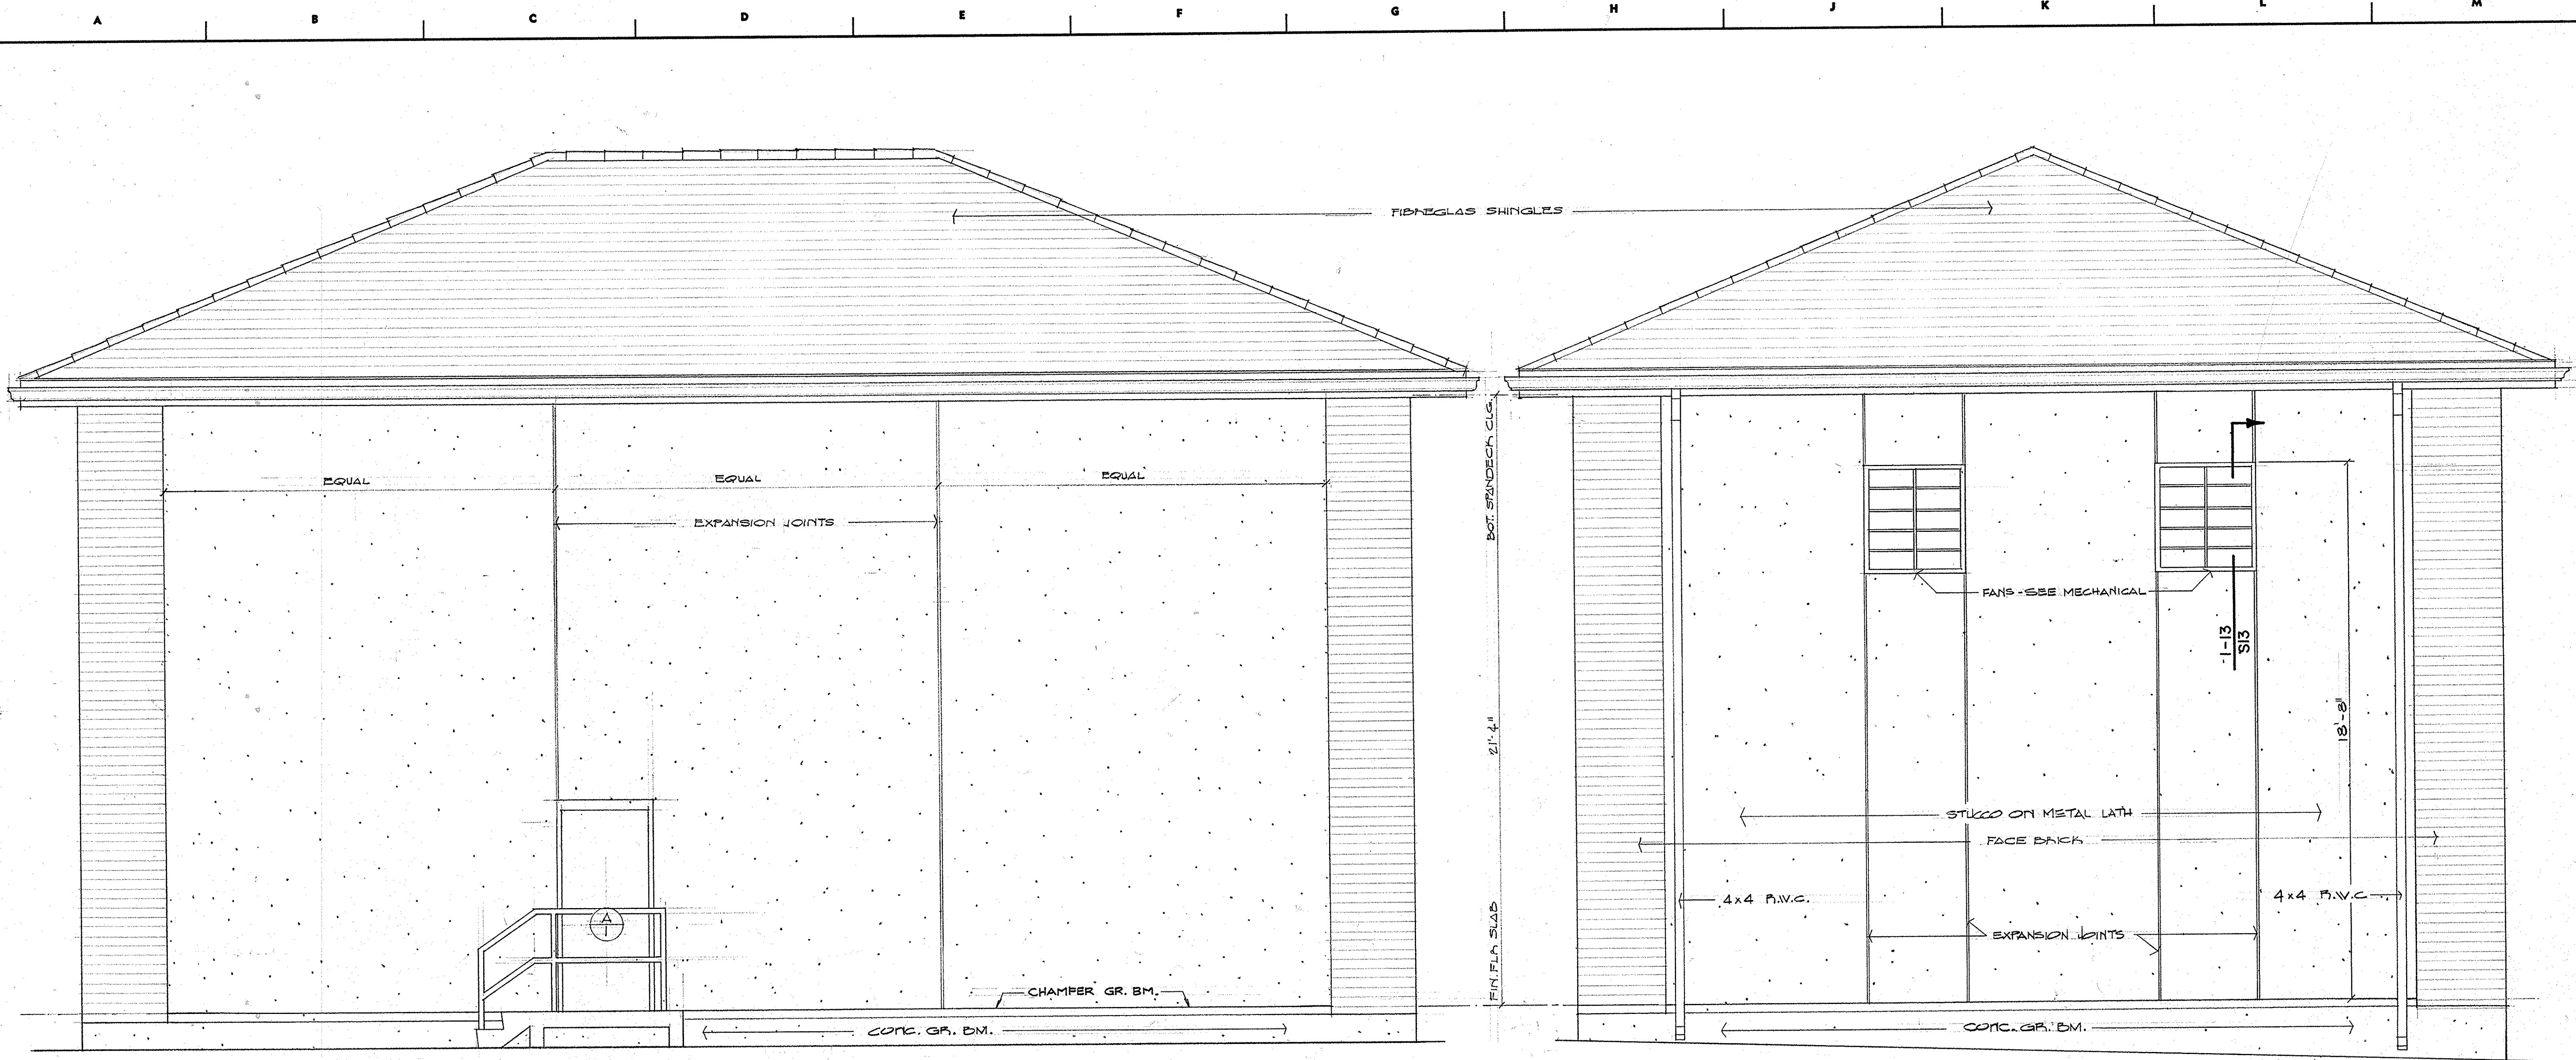 A B C D E F G H J K L M
FIBREGLAS SHINGLES
BOT. SPANDECK CLG.
EQUAL EQUAL EQUAL
EXPANSION JOINTS
FANS - SEE MECHANICAL
1-13
S13
21'-4"
18'-8"
STUCCO ON METAL LATH
FACE BRICK
4x4 R.W.C. 4x4 R.W.C.
A
1
EXPANSION JOINTS
FIN. FLR SLAB
CHAMFER GR. BM.
CONC. GR. BM. CONC. GR. BM.